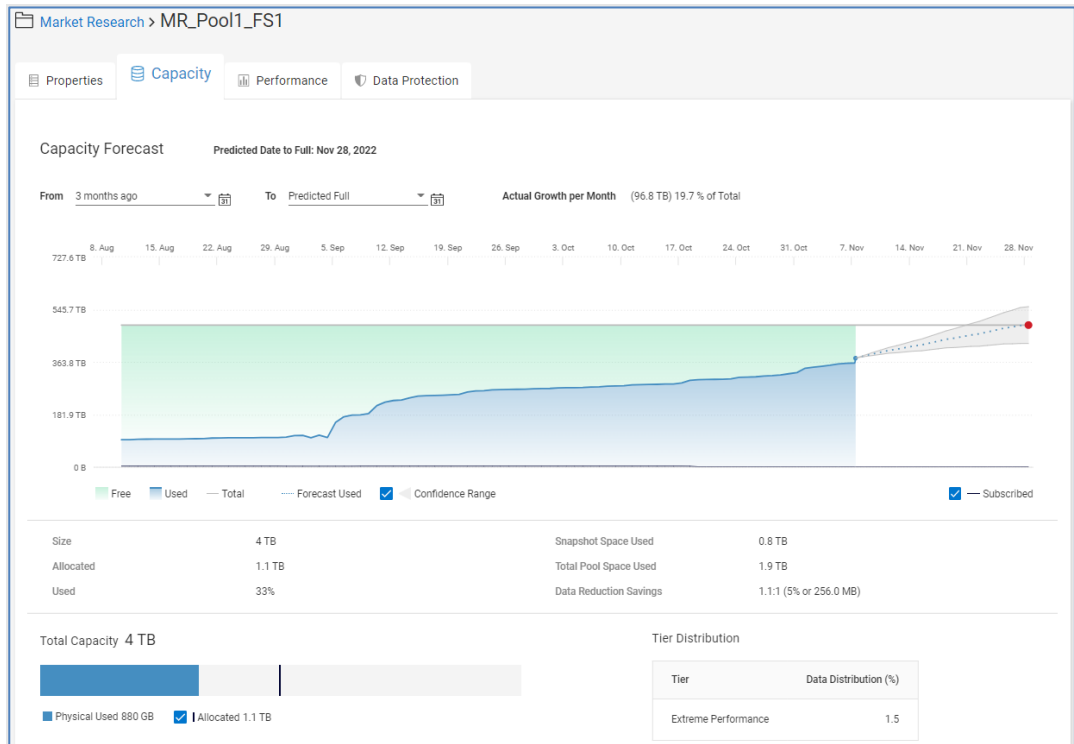 Market Research > MR_Pool1_FS1
Properties Capacity Performance Data Protection
Capacity Forecast Predicted Date to Full: Nov 28, 2022
From 3 months ago 31 To Predicted Full 31 Actual Growth per Month (96.8 TB) 19.7 % of Total
8. Aug 15. Aug 22. Aug 29. Aug 5. Sep 12. Sep 19. Sep 26. Sep 3. Oct 10. Oct 17. Oct 24. Oct 31. Oct 7. Nov 14. Nov 21. Nov 28. Nov
727.6 TB
545.7 TB
363.8 TB
181.9 TB
0 B
Free Used Total Forecast Used Confidence Range Subscribed
Size 4 TB Snapshot Space Used 0.8 TB
Allocated 1.1 TB Total Pool Space Used 1.9 TB
Used 33% Data Reduction Savings 1.1:1 (5% or 256.0 MB)
Total Capacity 4 TB Tier Distribution
Tier Data Distribution (%)
Physical Used 880 GB Allocated 1.1 TB
Extreme Performance 1.5